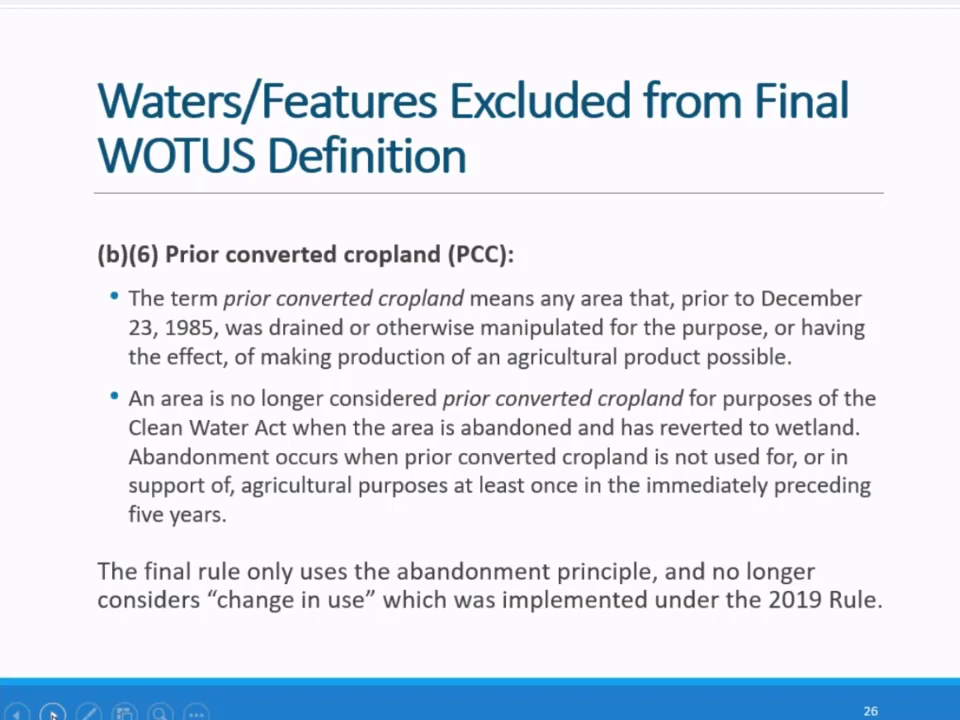 Waters/Features Excluded from Final
WOTUS Definition
(b)(6) Prior converted cropland (PCC):
• The term prior converted cropland means any area that, prior to December
23, 1985, was drained or otherwise manipulated for the purpose, or having
the effect, of making production of an agricultural product possible.
• An area is no longer considered prior converted cropland for purposes of the
Clean Water Act when the area is abandoned and has reverted to wetland.
Abandonment occurs when prior converted cropland is not used for, or in
support of, agricultural purposes at least once in the immediately preceding
five years.
The final rule only uses the abandonment principle, and no longer
considers “change in use” which was implemented under the 2019 Rule.
26